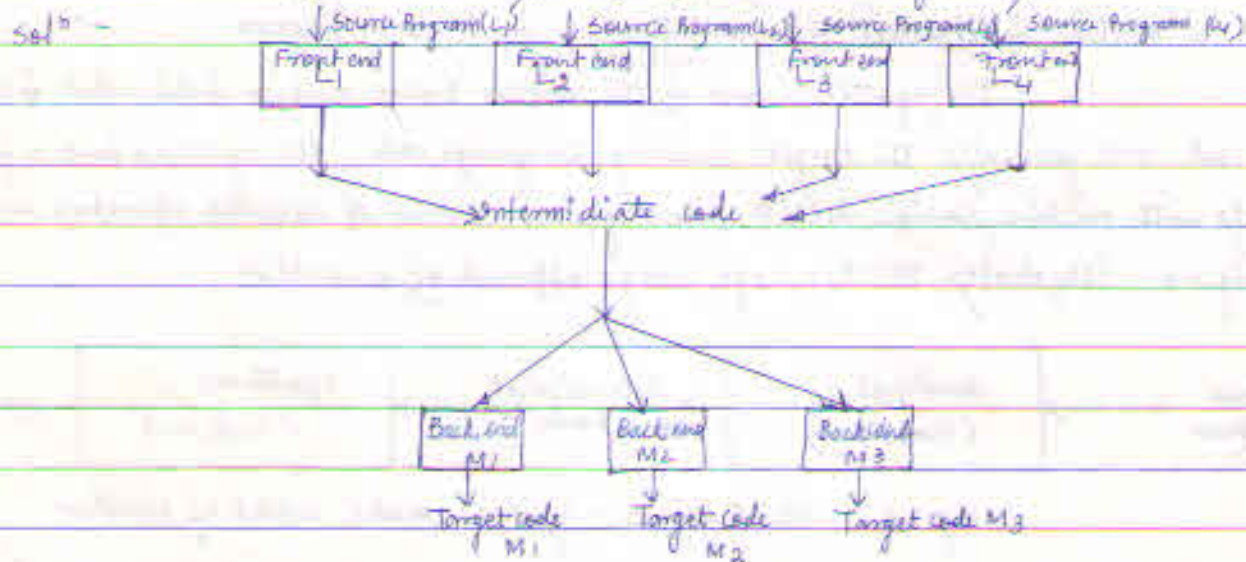 Solⁿ -
Source Program(L1) Source Program(L2) Source Program( Source Program (L4)
Front end L1 Front end L2 Front end L3 Front end L4
Intermidiate code
Back end M1 Back end M2 Back end M3
Target code M1 Target code M2 Target code M3